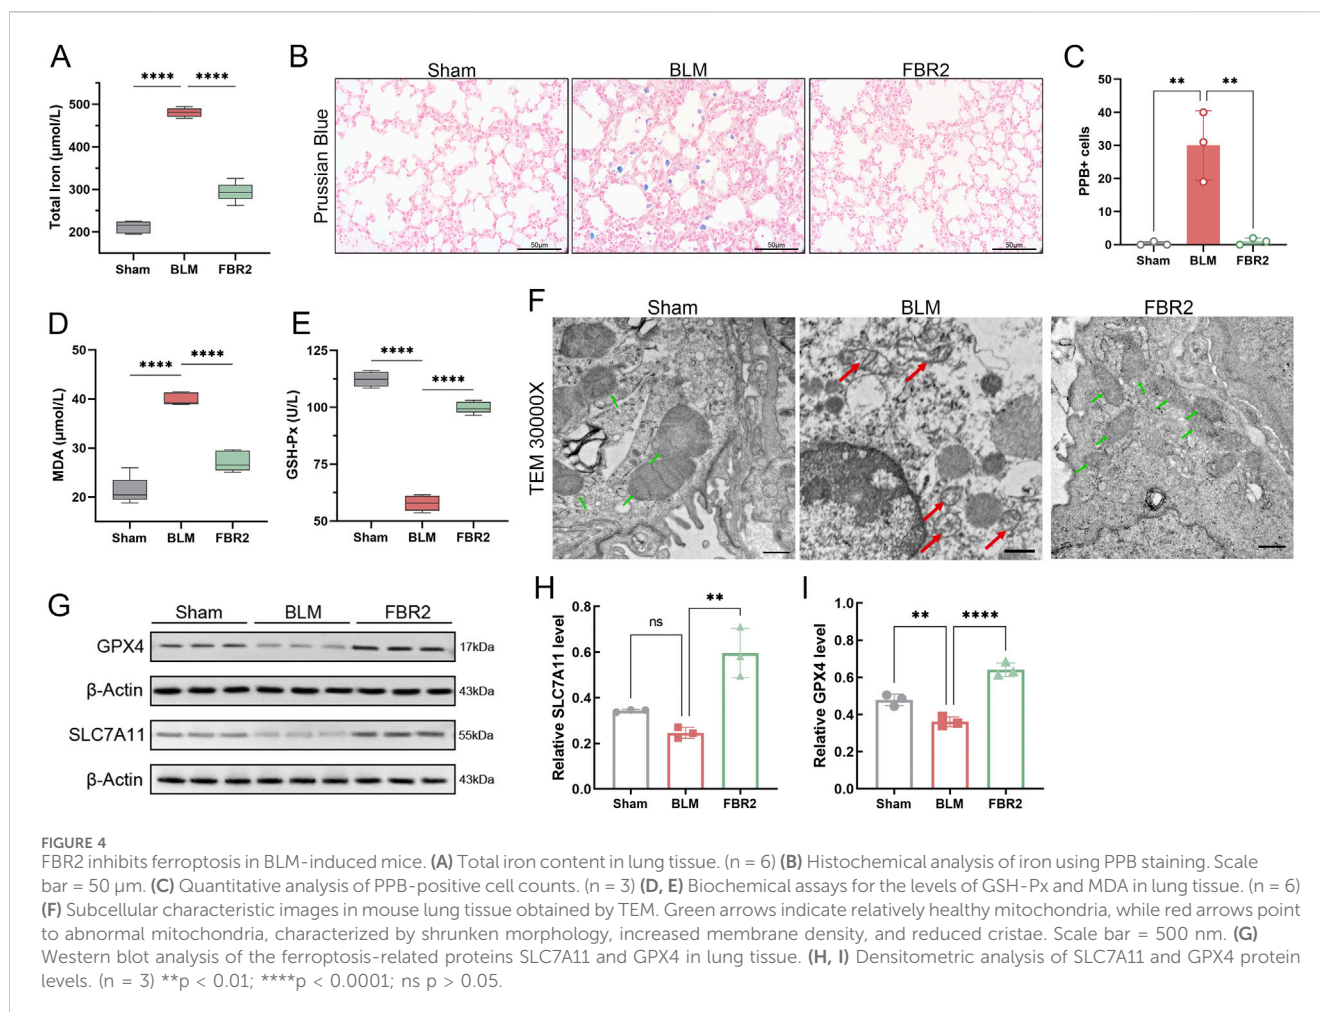 A
Total Iron (μmol/L)
500
400
300
200
**** ****
Sham BLM FBR2
B
Sham BLM FBR2
Prussian Blue
50μm 50μm 50μm
C
PPB+ cells
50
40
30
20
10
0
** **
Sham BLM FBR2
D
MDA (μmol/L)
50
40
30
20
**** ****
Sham BLM FBR2
E
GSH-Px (U/L)
125
100
75
50
****
****
Sham BLM FBR2
F
Sham BLM FBR2
TEM 30000X
G
Sham BLM FBR2
GPX4 17kDa
β-Actin 43kDa
SLC7A11 55kDa
β-Actin 43kDa
H
Relative SLC7A11 level
0.8
0.6
0.4
0.2
0.0
ns **
Sham BLM FBR2
I
Relative GPX4 level
1.0
0.8
0.6
0.4
0.2
0.0
** ****
Sham BLM FBR2
FIGURE 4
FBR2 inhibits ferroptosis in BLM-induced mice. (A) Total iron content in lung tissue. (n = 6) (B) Histochemical analysis of iron using PPB staining. Scale
bar = 50 μm. (C) Quantitative analysis of PPB-positive cell counts. (n = 3) (D, E) Biochemical assays for the levels of GSH-Px and MDA in lung tissue. (n = 6)
(F) Subcellular characteristic images in mouse lung tissue obtained by TEM. Green arrows indicate relatively healthy mitochondria, while red arrows point
to abnormal mitochondria, characterized by shrunken morphology, increased membrane density, and reduced cristae. Scale bar = 500 nm. (G)
Western blot analysis of the ferroptosis-related proteins SLC7A11 and GPX4 in lung tissue. (H, I) Densitometric analysis of SLC7A11 and GPX4 protein
levels. (n = 3) **p < 0.01; ****p < 0.0001; ns p > 0.05.